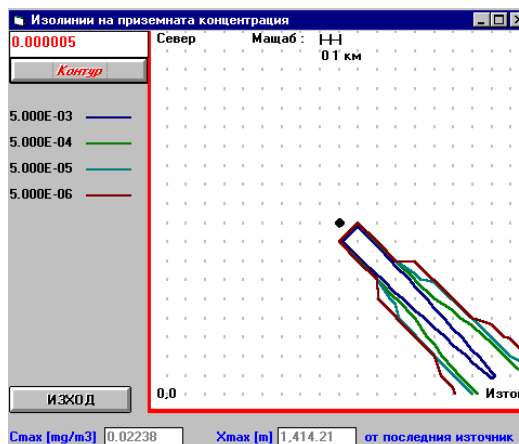 Изолинии на приземната концентрация
0.000005
Контур
5.000E-03
5.000E-04
5.000E-05
5.000E-06
ИЗХОД
Север
Мащаб :
0 1 км
0,0
Cmax [mg/m3] 0.02238 Xmax [m] 1,414.21 от последния източник